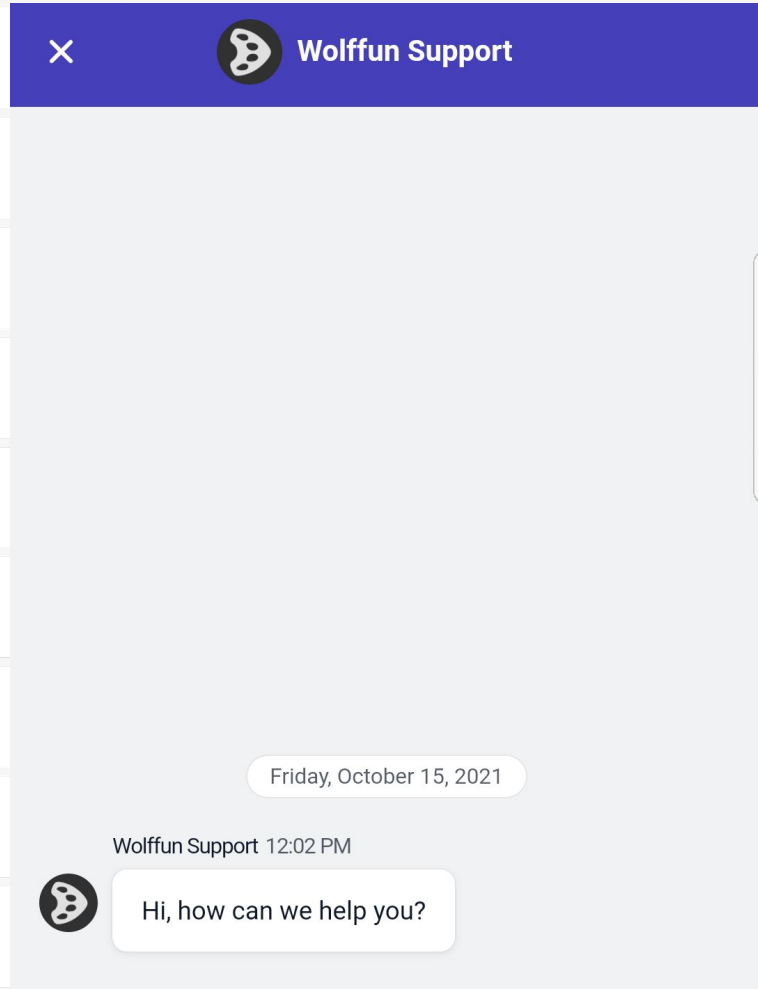 Wolffun Support
Friday, October 15, 2021
Wolffun Support 12:02 PM
Hi, how can we help you?